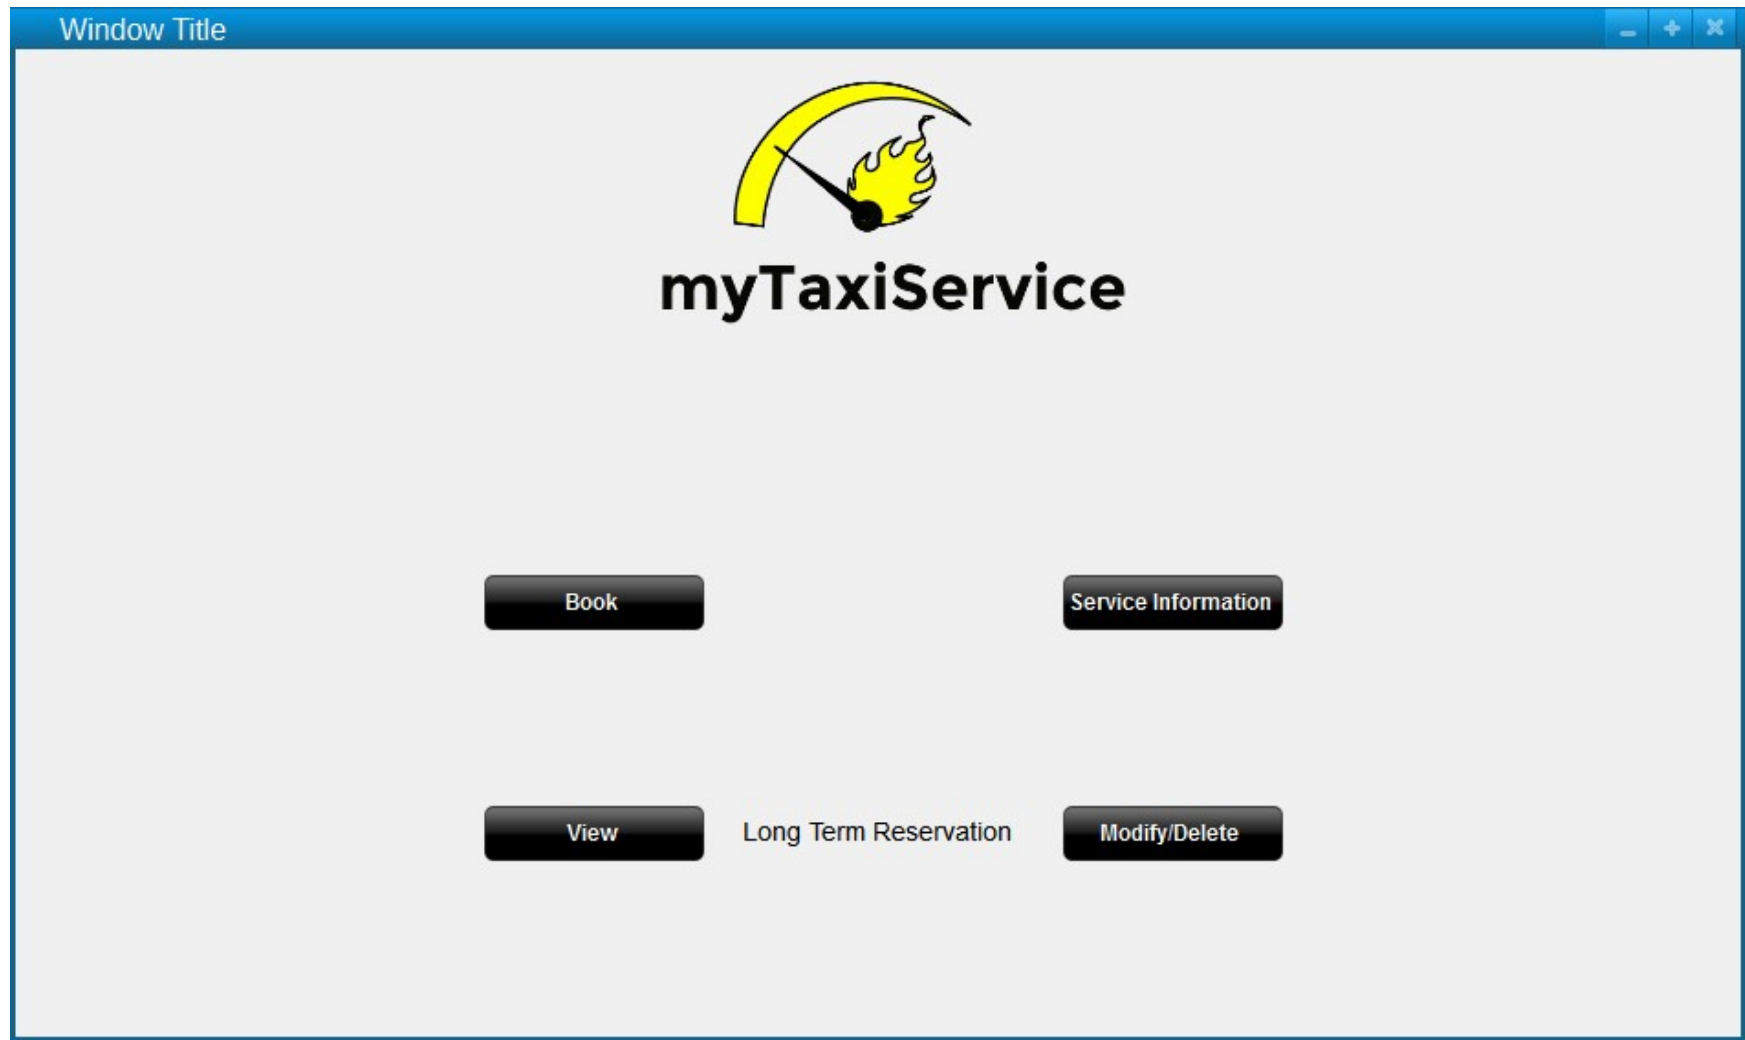 Window Title
myTaxiService
Book
Service Information
View
Long Term Reservation
Modify/Delete